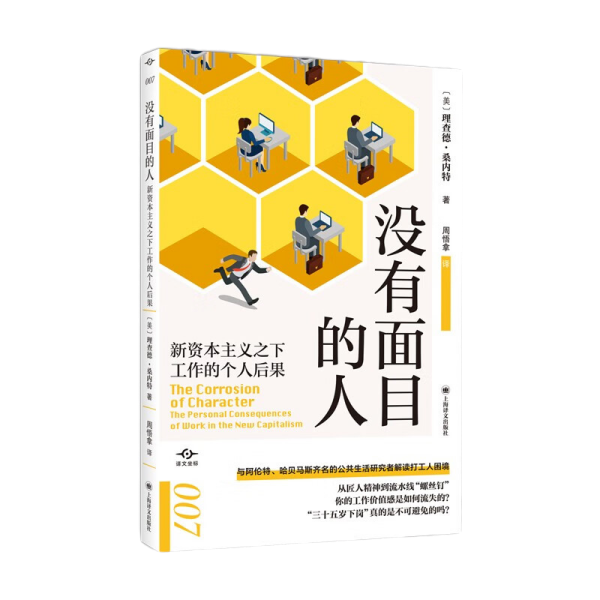 007
没有面目的人
新资本主义之下工作的个人后果
〔美〕理查德·桑内特 著
周悟拿 译
上海译文出版社
〔美〕理查德·桑内特 著
周悟拿 译
没有面目
的人
新资本主义之下
工作的个人后果
The Corrosion
of Character
The Personal Consequences
of Work in the New Capitalism
上海译文出版社
译文坐标
007
与阿伦特、哈贝马斯齐名的公共生活研究者解读打工人困境
从匠人精神到流水线“螺丝钉”
你的工作价值感是如何流失的？
“三十五岁下岗”真的是不可避免的吗？